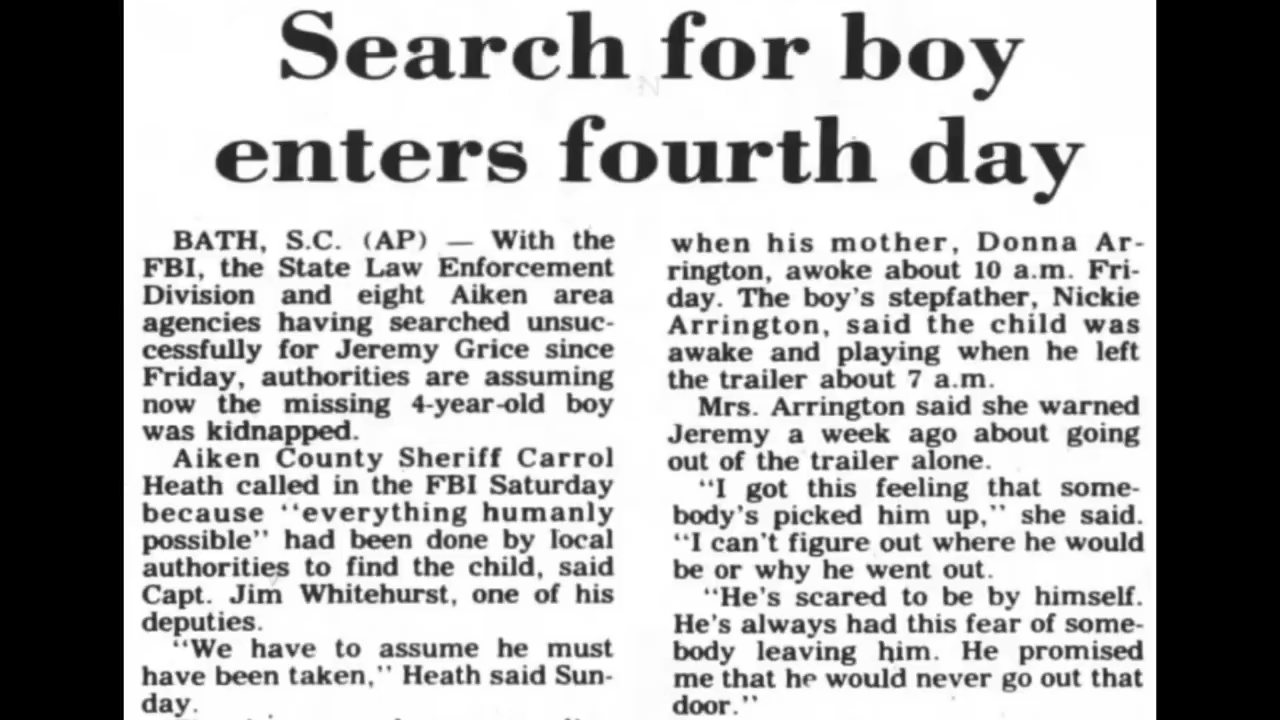 Search for boy
enters fourth day
BATH, S.C. (AP) — With the
FBI, the State Law Enforcement
Division and eight Aiken area
agencies having searched unsuc-
cessfully for Jeremy Grice since
Friday, authorities are assuming
now the missing 4-year-old boy
was kidnapped.
Aiken County Sheriff Carrol
Heath called in the FBI Saturday
because "everything humanly
possible" had been done by local
authorities to find the child, said
Capt. Jim Whitehurst, one of his
deputies.
"We have to assume he must
have been taken," Heath said Sun-
day.
when his mother, Donna Ar-
rington, awoke about 10 a.m. Fri-
day. The boy's stepfather, Nickie
Arrington, said the child was
awake and playing when he left
the trailer about 7 a.m.
Mrs. Arrington said she warned
Jeremy a week ago about going
out of the trailer alone.
"I got this feeling that some-
body's picked him up," she said.
"I can't figure out where he would
be or why he went out.
"He's scared to be by himself.
He's always had this fear of some-
body leaving him. He promised
me that he would never go out that
door."